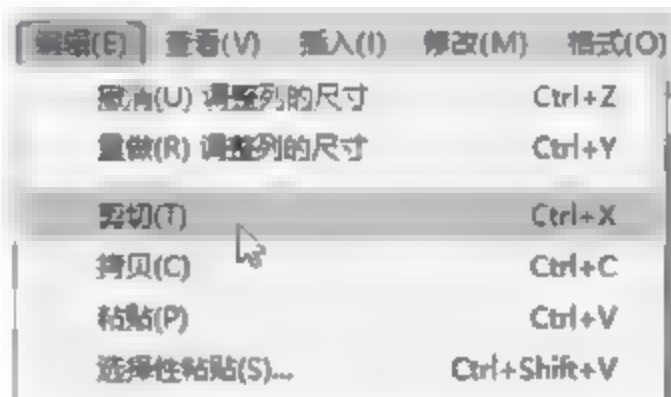 编辑(E) 查看(V) 插入(I) 修改(M) 格式(O)
撤消(U) 调整列的尺寸 Ctrl+Z
重做(R) 调整列的尺寸 Ctrl+Y
剪切(T) Ctrl+X
拷贝(C) Ctrl+C
粘贴(P) Ctrl+V
选择性粘贴(S)... Ctrl+Shift+V